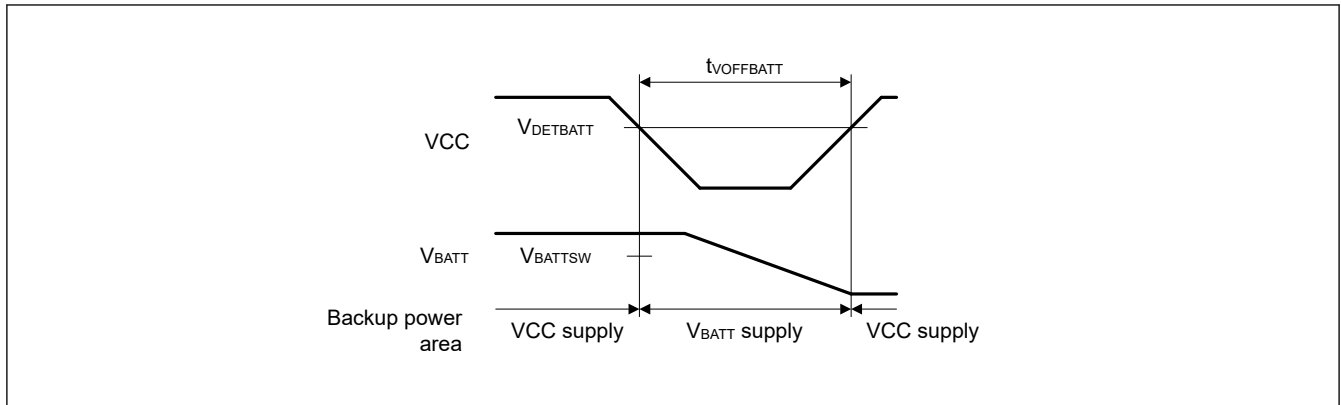 tVOFFBATT
VCC
VDETBATT
VBATT
VBATTSW
Backup power
area
VCC supply
VBATT supply
VCC supply